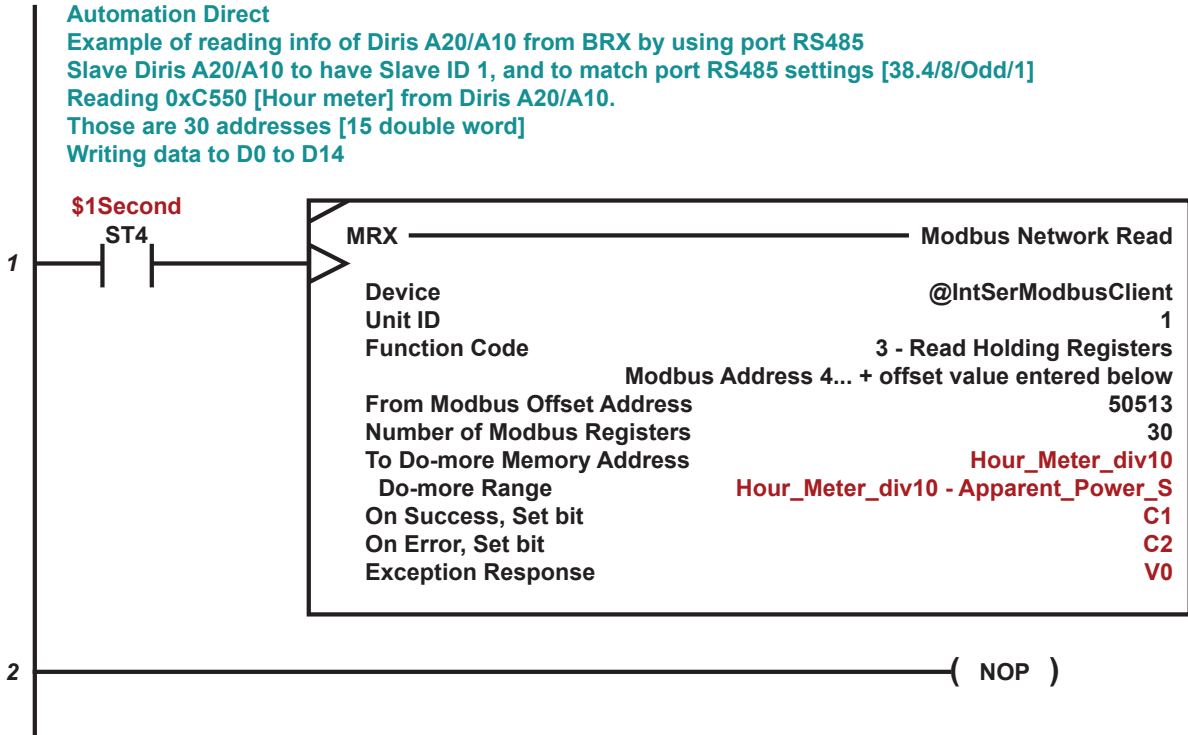 Automation Direct
Example of reading info of Diris A20/A10 from BRX by using port RS485
Slave Diris A20/A10 to have Slave ID 1, and to match port RS485 settings [38.4/8/Odd/1]
Reading 0xC550 [Hour meter] from Diris A20/A10.
Those are 30 addresses [15 double word]
Writing data to D0 to D14
$1Second
ST4
MRX Modbus Network Read
1
Device @IntSerModbusClient
Unit ID 1
Function Code 3 - Read Holding Registers
Modbus Address 4... + offset value entered below
From Modbus Offset Address 50513
Number of Modbus Registers 30
To Do-more Memory Address Hour_Meter_div10
Do-more Range Hour_Meter_div10 - Apparent_Power_S
On Success, Set bit C1
On Error, Set bit C2
Exception Response V0
2 ( NOP )